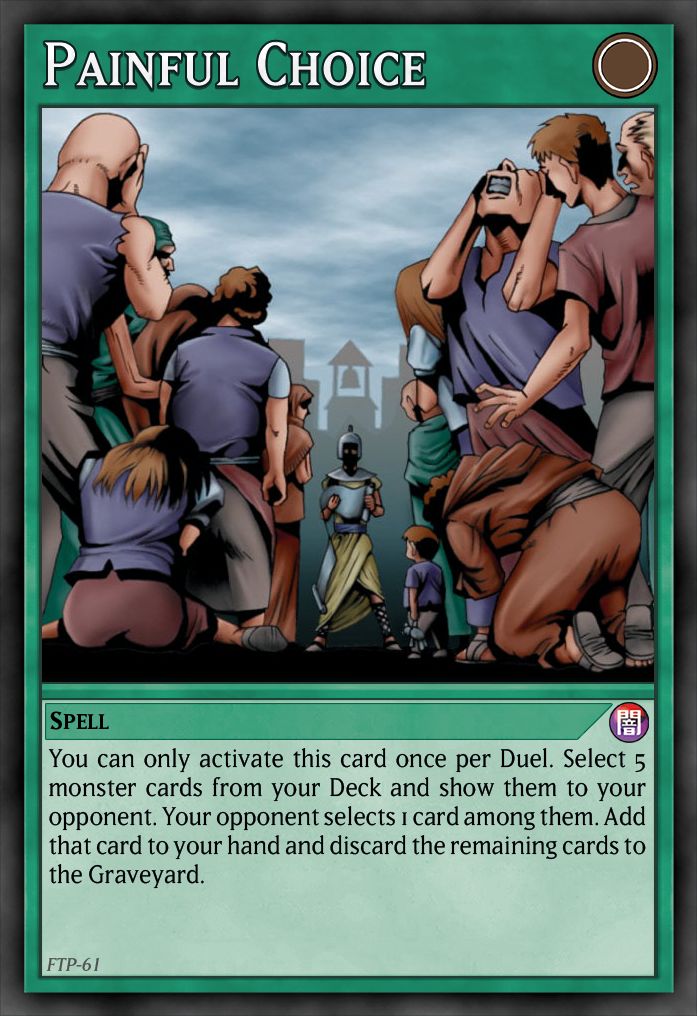 Painful Choice
Spell
闇
You can only activate this card once per Duel. Select 5
monster cards from your Deck and show them to your
opponent. Your opponent selects 1 card among them. Add
that card to your hand and discard the remaining cards to
the Graveyard.
FTP-61